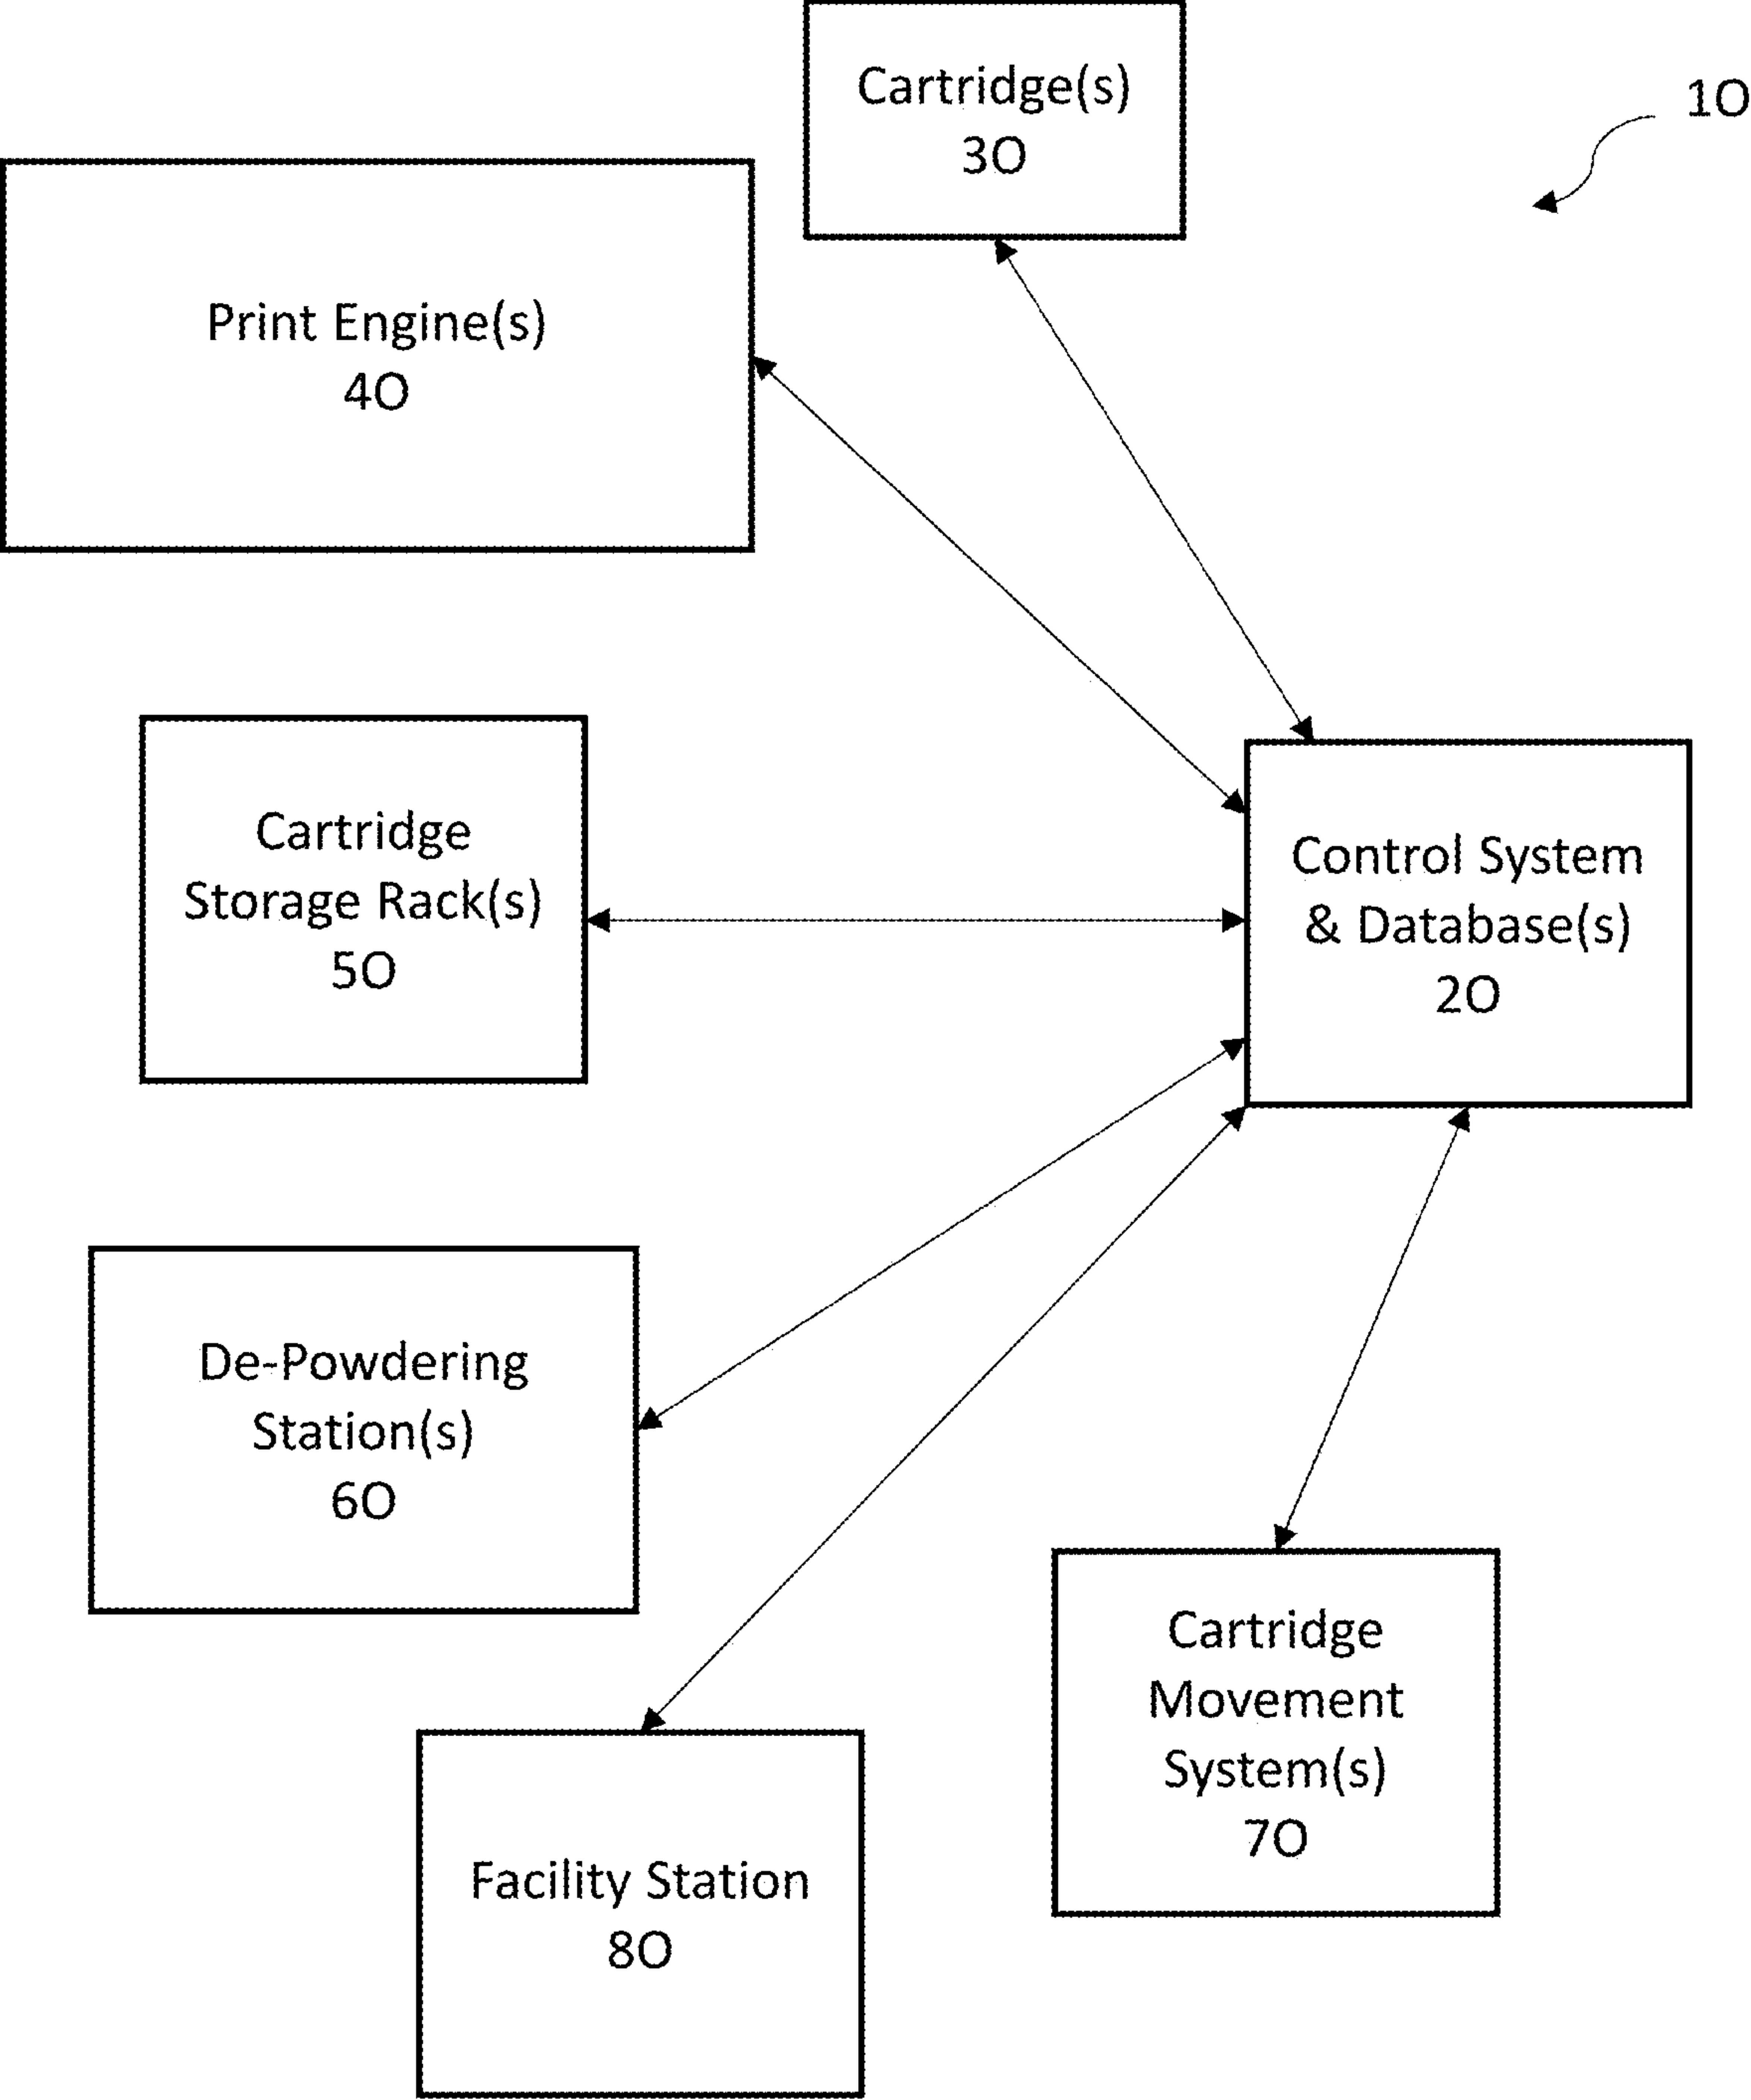 Cartridge(s)
30
10
Print Engine(s)
40
Cartridge
Storage Rack(s)
50
Control System
& Database(s)
20
De-Powdering
Station(s)
60
Cartridge
Movement
System(s)
70
Facility Station
80